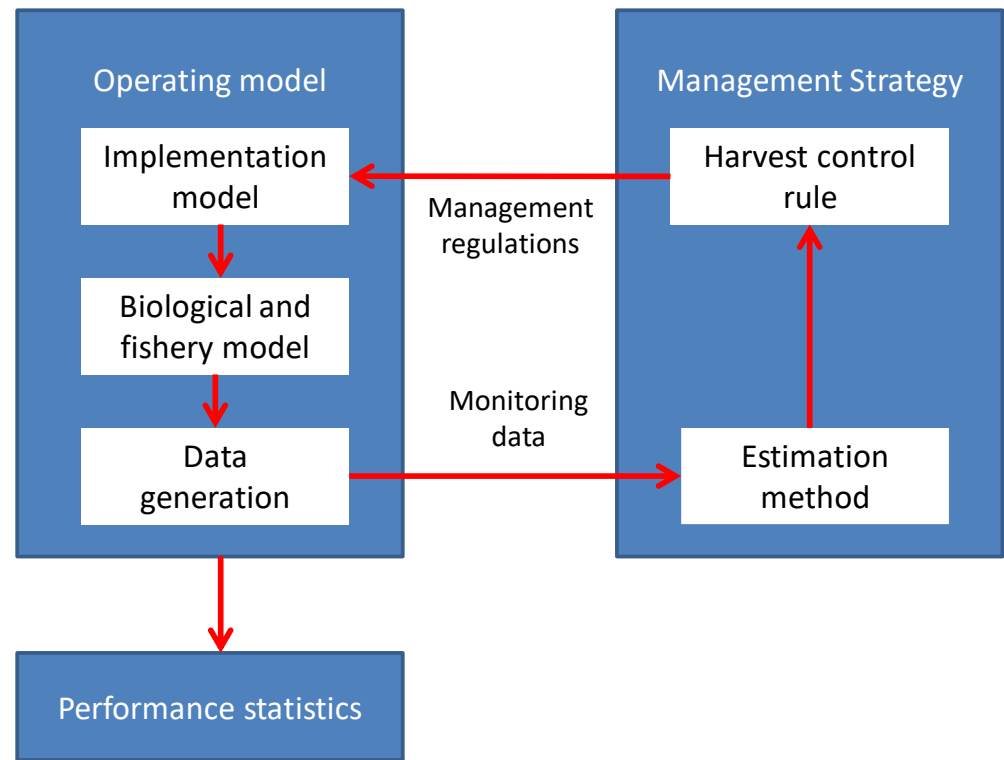 Operating model
Implementation
model
Biological and
fishery model
Data
generation
Management
regulations
Monitoring
data
Management Strategy
Harvest control
rule
Estimation
method
Performance statistics